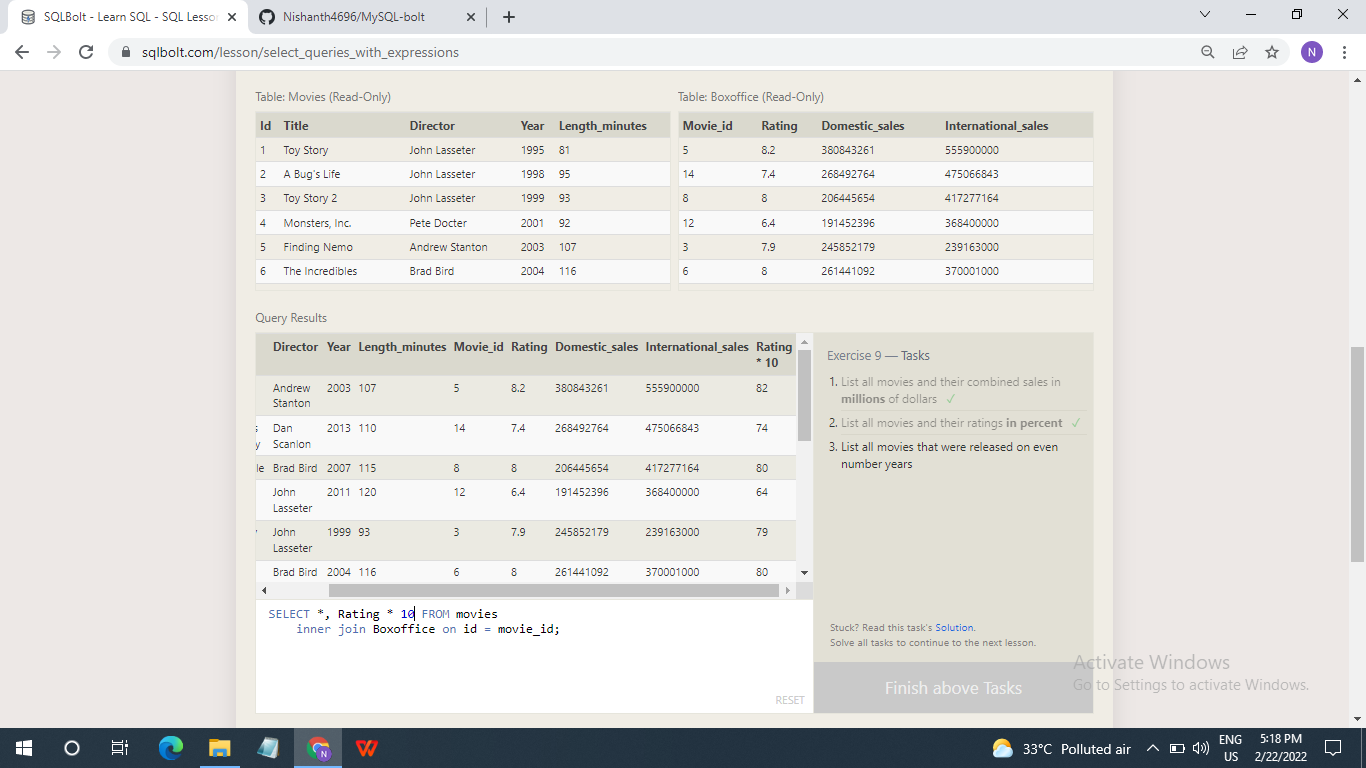 SQLBolt - Learn SQL - SQL Lesson
Nishanth4696/MySQL-bolt
sqlbolt.com/lesson/select_queries_with_expressions
N
Table: Movies (Read-Only)
Table: Boxoffice (Read-Only)
Id Title Director Year Length_minutes
1 Toy Story John Lasseter 1995 81
2 A Bug's Life John Lasseter 1998 95
3 Toy Story 2 John Lasseter 1999 93
4 Monsters, Inc. Pete Docter 2001 92
5 Finding Nemo Andrew Stanton 2003 107
6 The Incredibles Brad Bird 2004 116
Movie_id Rating Domestic_sales International_sales
5 8.2 380843261 555900000
14 7.4 268492764 475066843
8 8 206445654 417277164
12 6.4 191452396 368400000
3 7.9 245852179 239163000
6 8 261441092 370001000
Query Results
Director Year Length_minutes Movie_id Rating Domestic_sales International_sales Rating
* 10
Andrew 2003 107 5 8.2 380843261 555900000 82
Stanton
Dan 2013 110 14 7.4 268492764 475066843 74
y Scanlon
le Brad Bird 2007 115 8 8 206445654 417277164 80
John 2011 120 12 6.4 191452396 368400000 64
Lasseter
John 1999 93 3 7.9 245852179 239163000 79
Lasseter
Brad Bird 2004 116 6 8 261441092 370001000 80
SELECT *, Rating * 10 FROM movies
inner join Boxoffice on id = movie_id;
RESET
Exercise 9 — Tasks
1. List all movies and their combined sales in
millions of dollars ✓
2. List all movies and their ratings in percent ✓
3. List all movies that were released on even
number years
Stuck? Read this task's Solution.
Solve all tasks to continue to the next lesson.
Finish above Tasks
Activate Windows
Go to Settings to activate Windows.
N
33°C Polluted air
ENG
US
5:18 PM
2/22/2022